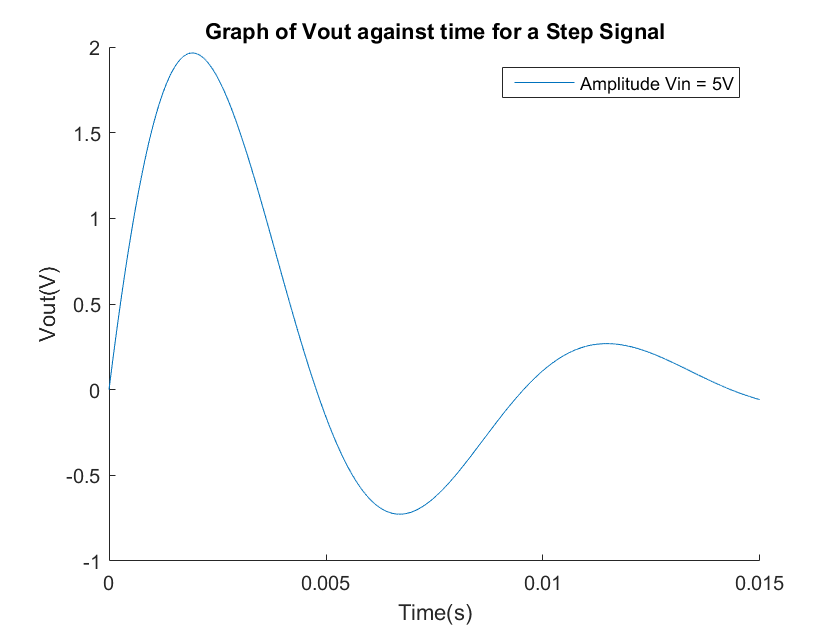 Graph of Vout against time for a Step Signal
Amplitude Vin = 5V
2
1.5
1
0.5
0
-0.5
-1
Vout(V)
0
0.005
0.01
0.015
Time(s)